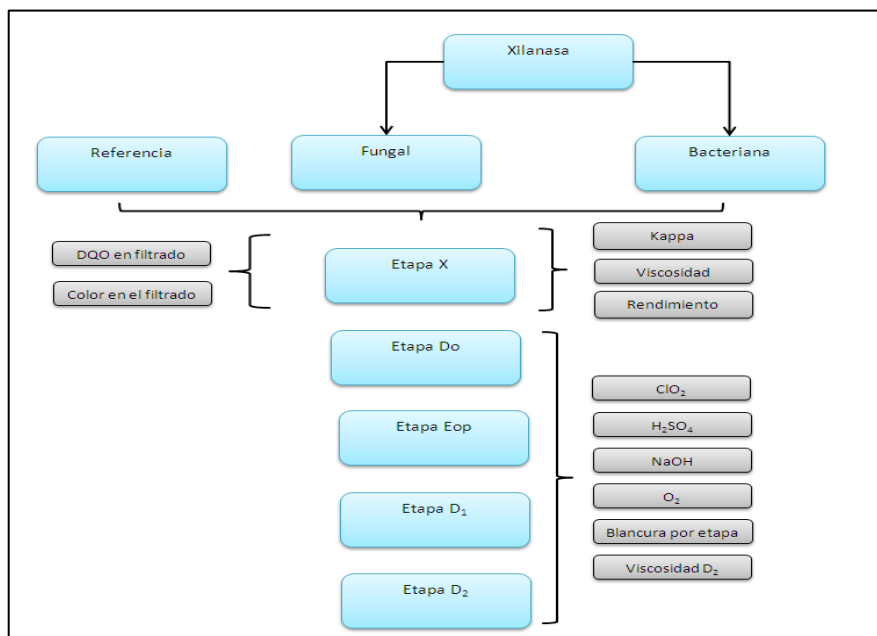 Xilanasa
Referencia
Fungal
Bacteriana
DQO en filtrado
Color en el filtrado
Etapa X
Kappa
Viscosidad
Rendimiento
Etapa Do
Etapa Eop
Etapa D₁
Etapa D₂
ClO₂
H₂SO₄
NaOH
O₂
Blancura por etapa
Viscosidad D₂